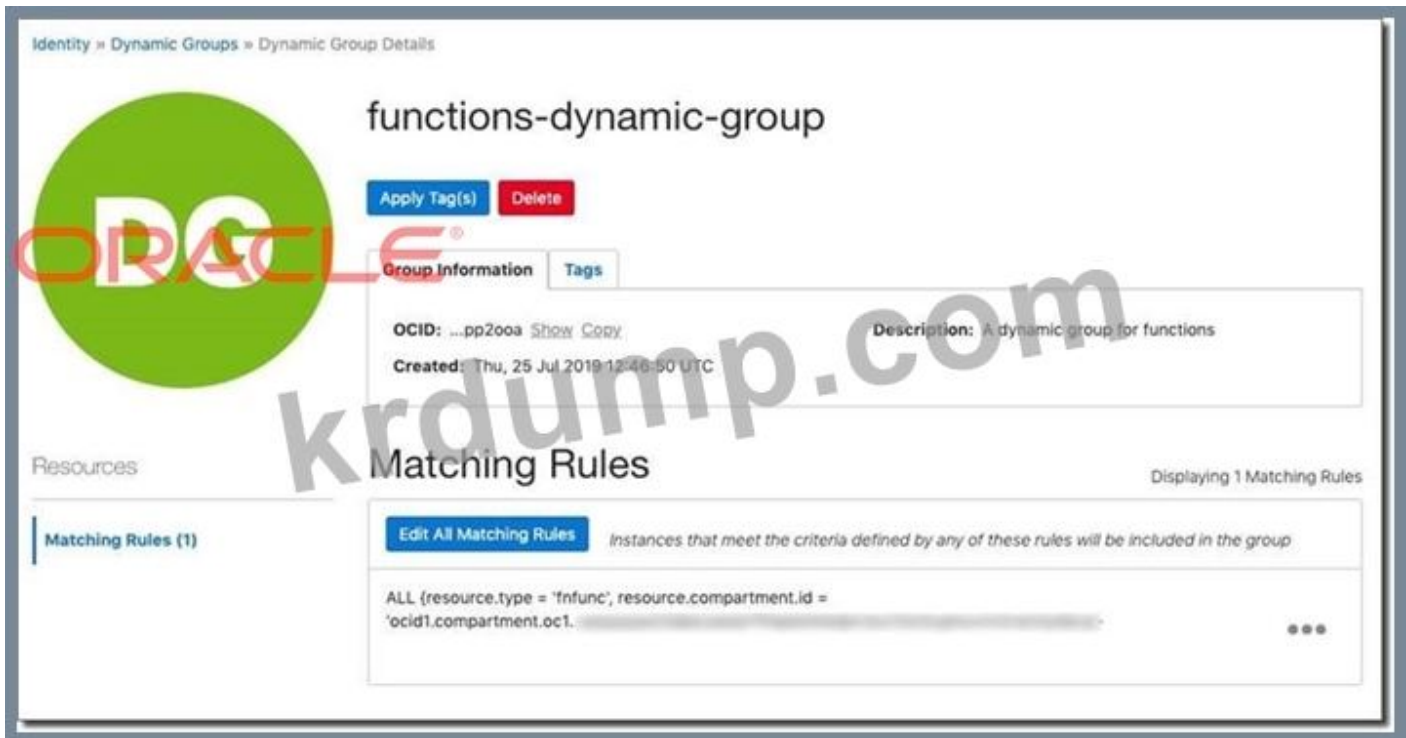 Identity » Dynamic Groups » Dynamic Group Details
DG
ORACLE®
functions-dynamic-group
Apply Tag(s) Delete
Group Information Tags
OCID: ...pp2ooa Show Copy Description: A dynamic group for functions
Created: Thu, 25 Jul 2019 12:46:50 UTC
krdump.com
Resources
Matching Rules
Displaying 1 Matching Rules
Matching Rules (1)
Edit All Matching Rules Instances that meet the criteria defined by any of these rules will be included in the group
ALL {resource.type = 'fnfunc', resource.compartment.id =
'ocid1.compartment.oc1.